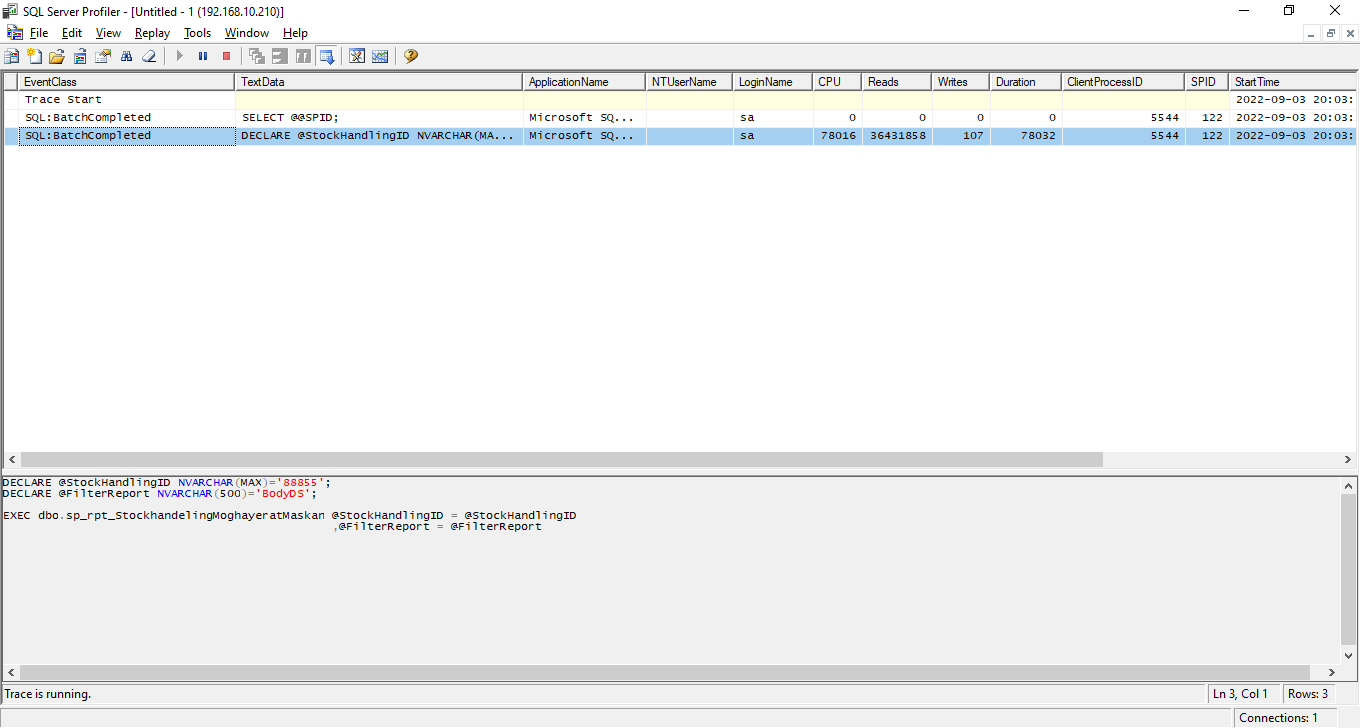 SQL Server Profiler - [Untitled - 1 (192.168.10.210)]
File Edit View Replay Tools Window Help
EventClass TextData ApplicationName NTUserName LoginName CPU Reads Writes Duration ClientProcessID SPID StartTime
Trace Start 2022-09-03 20:03:
SQL:BatchCompleted SELECT @@SPID; Microsoft SQ... sa 0 0 0 0 5544 122 2022-09-03 20:03:
SQL:BatchCompleted DECLARE @StockHandlingID NVARCHAR(MA... Microsoft SQ... sa 78016 36431858 107 78032 5544 122 2022-09-03 20:03:
DECLARE @StockHandlingID NVARCHAR(MAX)='88855';
DECLARE @FilterReport NVARCHAR(500)='BodyDS';
EXEC dbo.sp_rpt_StockhandelingMoghayeratMaskan @StockHandlingID = @StockHandlingID
,@FilterReport = @FilterReport
Trace is running. Ln 3, Col 1 Rows: 3
Connections: 1